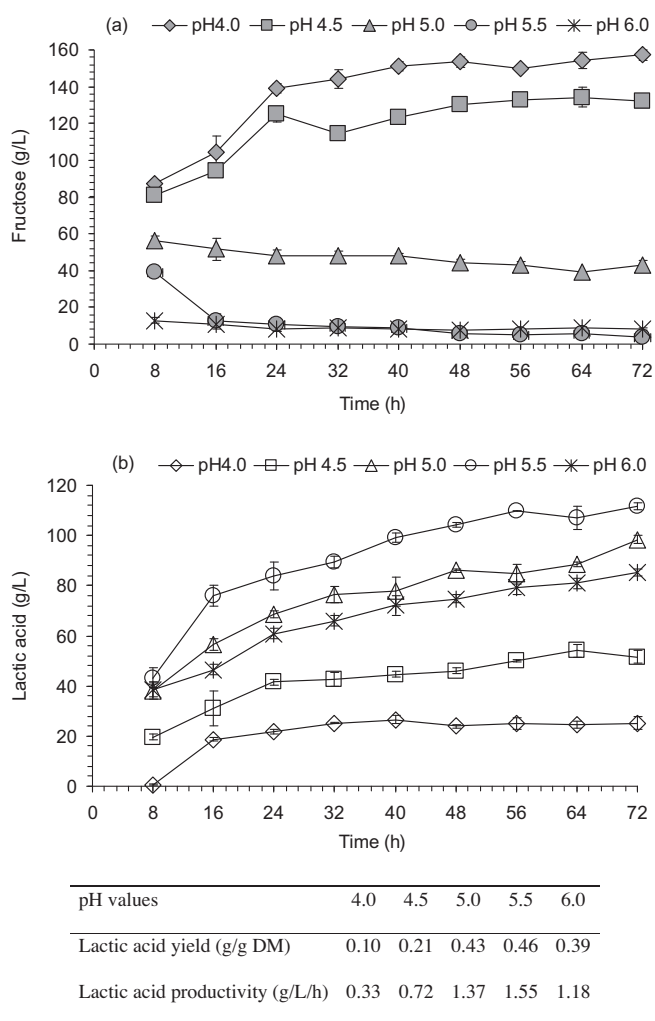 (a) pH4.0 pH 4.5 pH 5.0 pH 5.5 pH 6.0
160
140
120
100
80
60
40
20
0
Fructose (g/L)
0 8 16 24 32 40 48 56 64 72
Time (h)
(b) pH4.0 pH 4.5 pH 5.0 pH 5.5 pH 6.0
120
100
80
60
40
20
0
Lactic acid (g/L)
0 8 16 24 32 40 48 56 64 72
Time (h)
pH values 4.0 4.5 5.0 5.5 6.0
Lactic acid yield (g/g DM) 0.10 0.21 0.43 0.46 0.39
Lactic acid productivity (g/L/h) 0.33 0.72 1.37 1.55 1.18